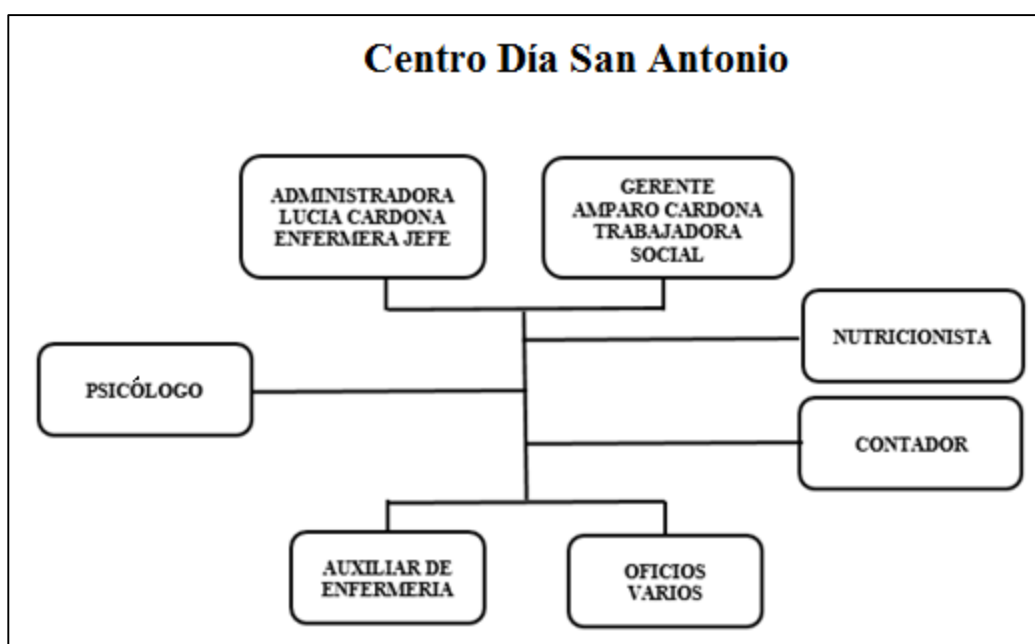 Centro Día San Antonio
ADMINISTRADORA
LUCIA CARDONA
ENFERMERA JEFE
GERENTE
AMPARO CARDONA
TRABAJADORA
SOCIAL
NUTRICIONISTA
PSICÓLOGO
CONTADOR
AUXILIAR DE
ENFERMERIA
OFICIOS
VARIOS